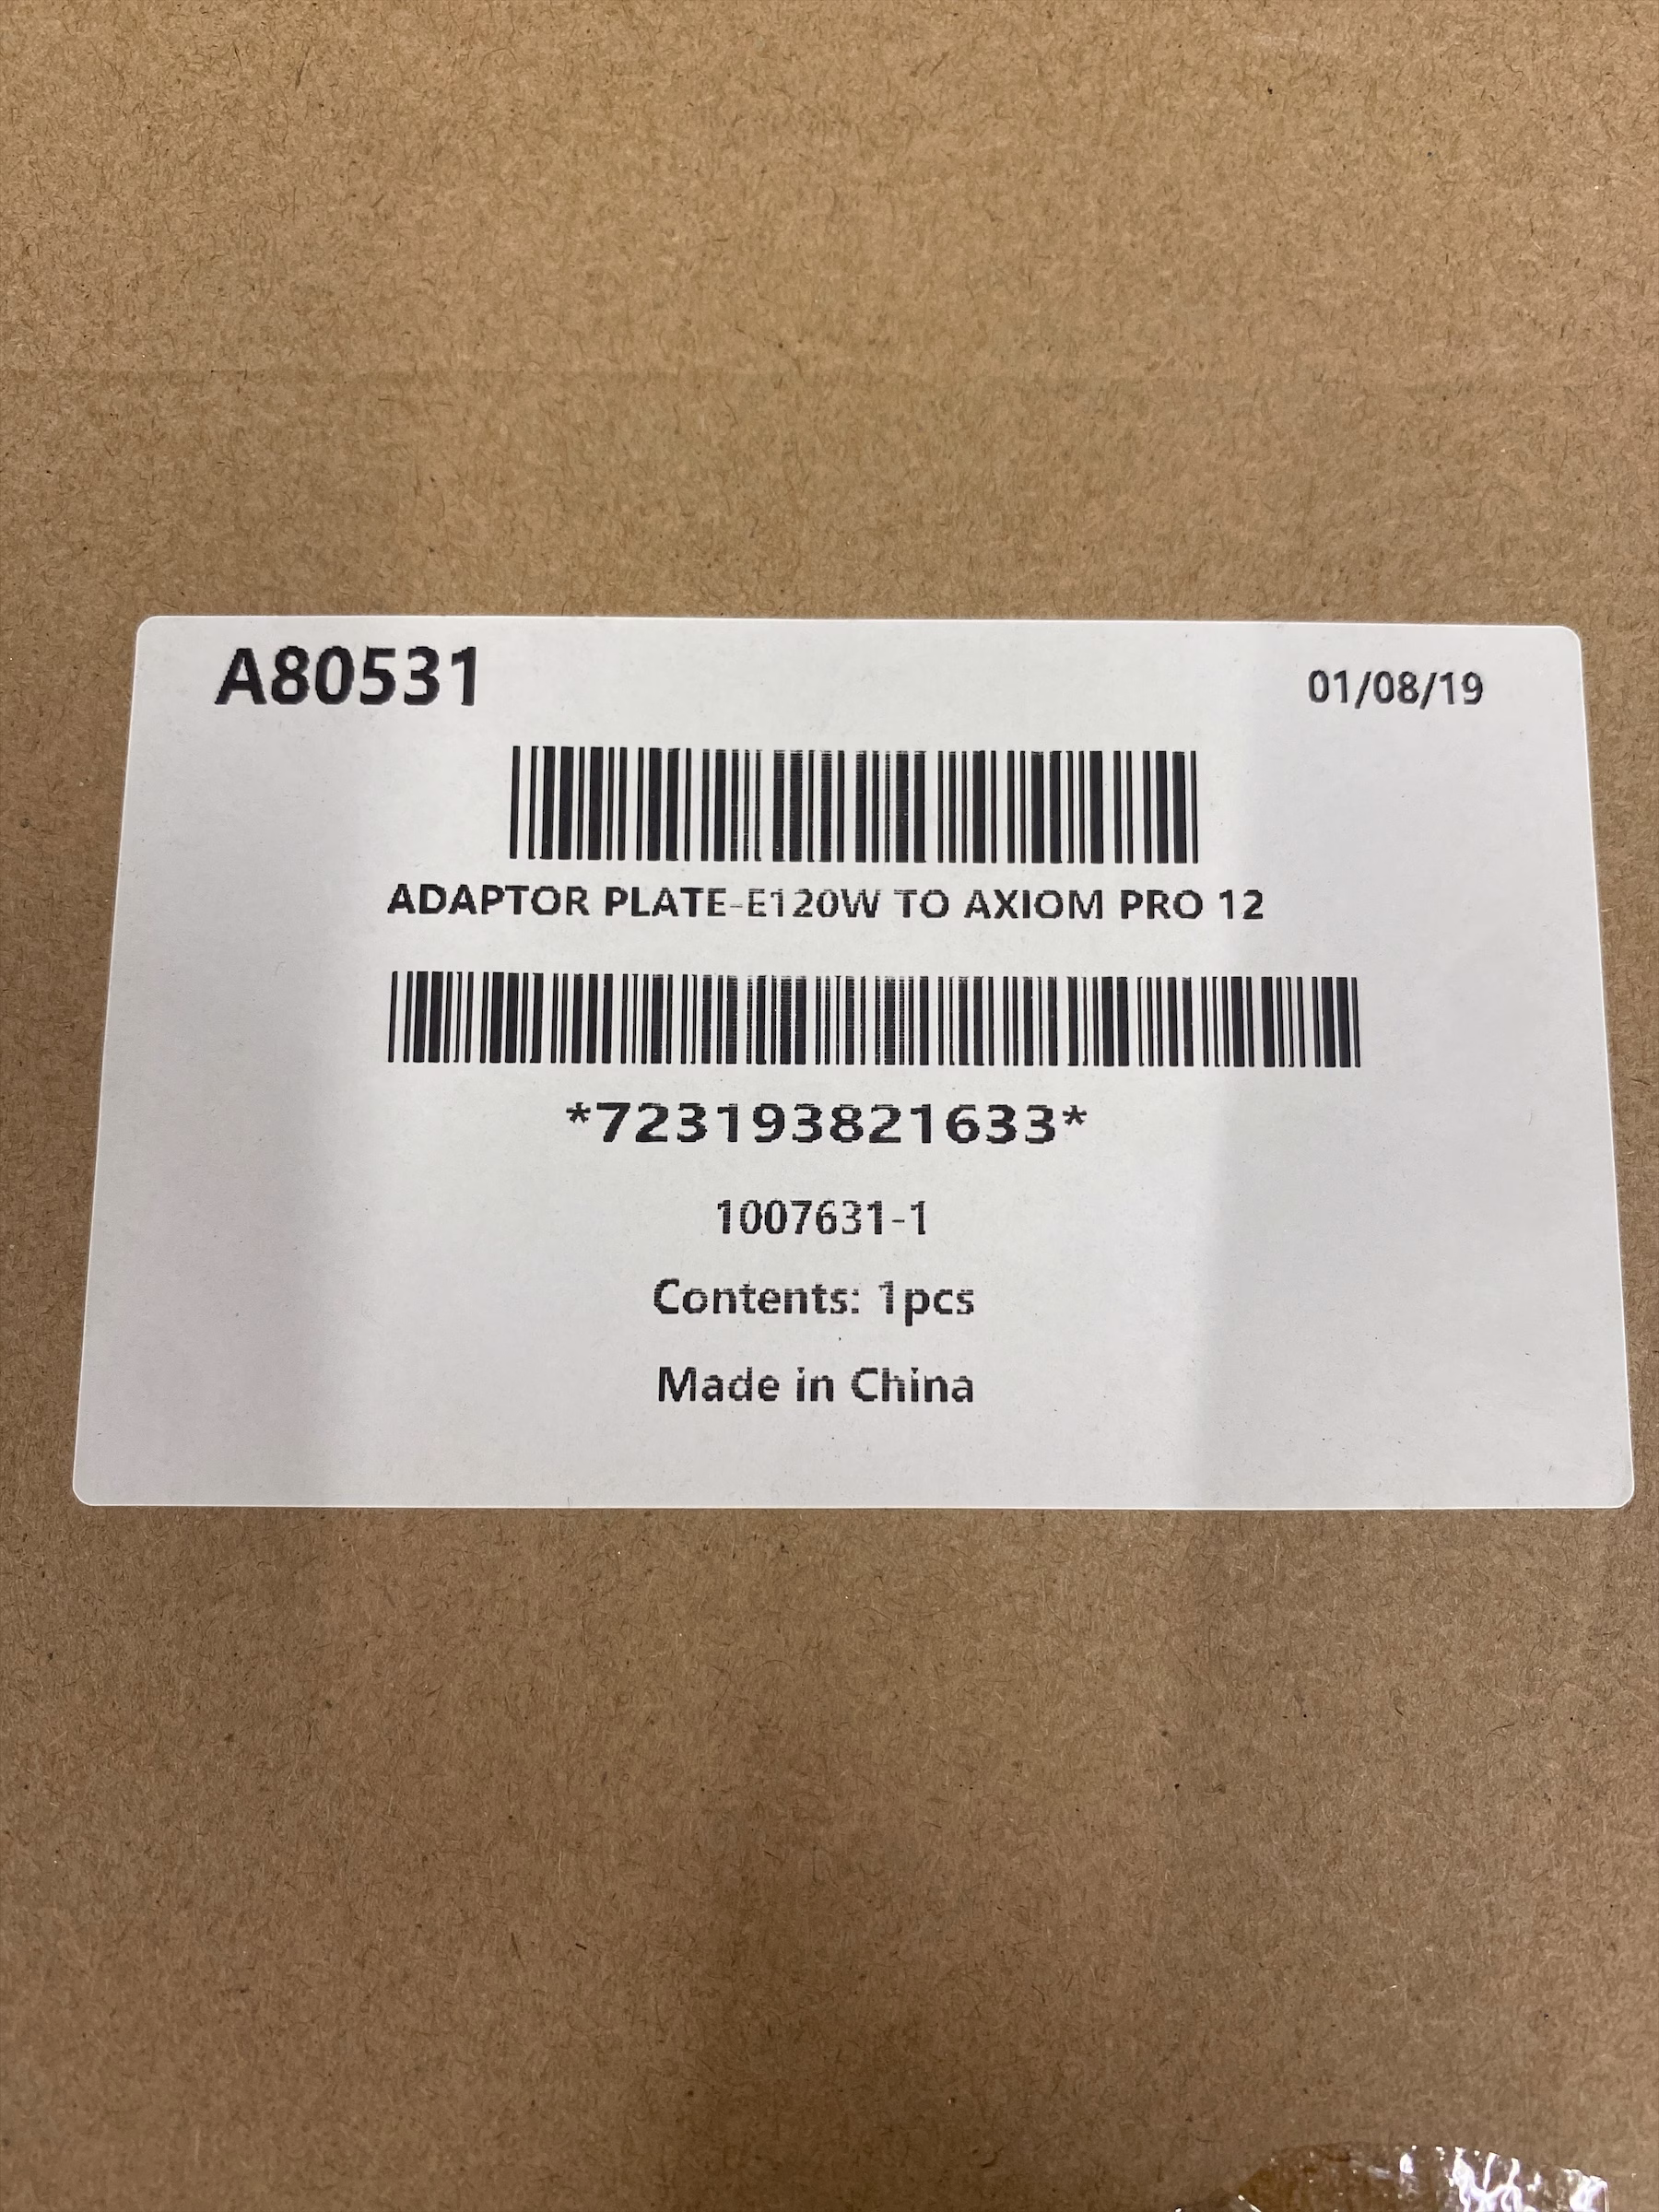 A80531
01/08/19
ADAPTOR PLATE-E120W TO AXIOM PRO 12
*723193821633*
1007631-1
Contents: 1pcs
Made in China